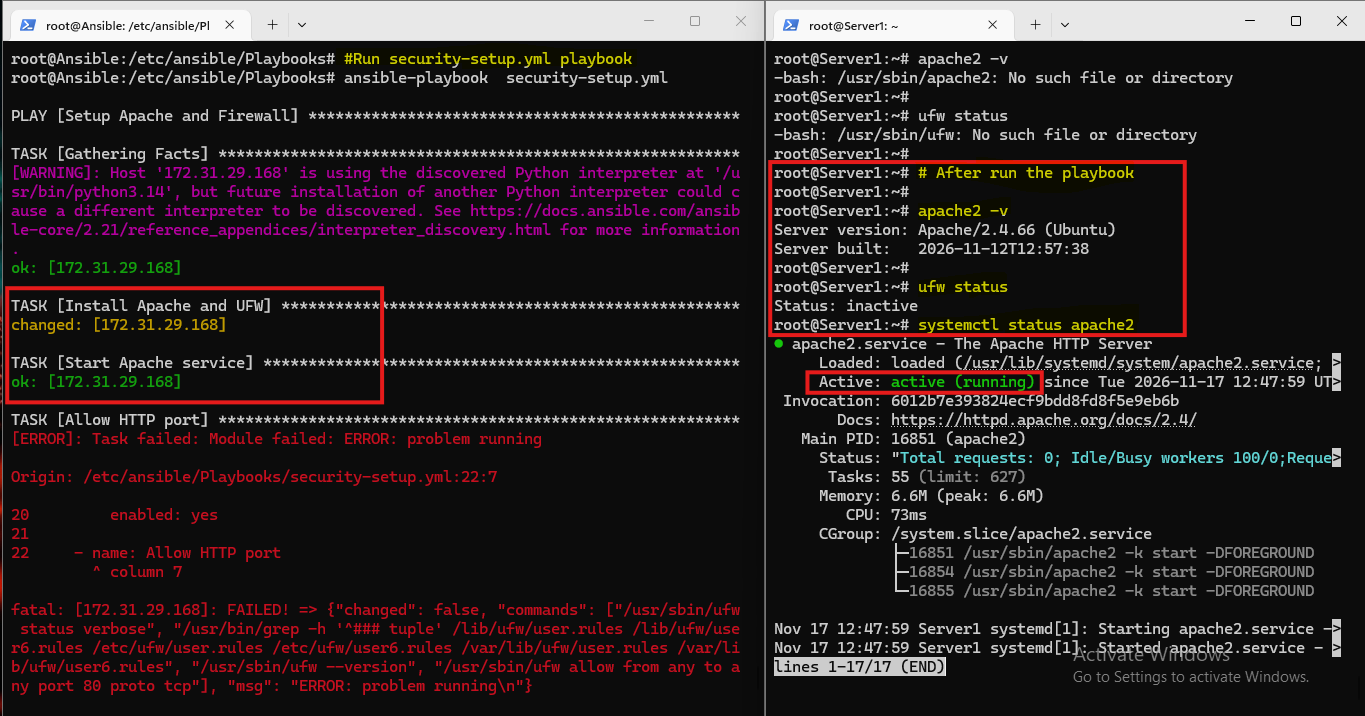 root@Ansible: /etc/ansible/Pl
root@Ansible:/etc/ansible/Playbooks# #Run security-setup.yml playbook
root@Ansible:/etc/ansible/Playbooks# ansible-playbook  security-setup.yml
PLAY [Setup Apache and Firewall] ************************************************
TASK [Gathering Facts] **********************************************************
[WARNING]: Host '172.31.29.168' is using the discovered Python interpreter at '/u
sr/bin/python3.14', but future installation of another Python interpreter could c
ause a different interpreter to be discovered. See https://docs.ansible.com/ansib
le-core/2.21/reference_appendices/interpreter_discovery.html for more information
.
ok: [172.31.29.168]
TASK [Install Apache and UFW] ***************************************************
changed: [172.31.29.168]
TASK [Start Apache service] *****************************************************
ok: [172.31.29.168]
TASK [Allow HTTP port] **********************************************************
[ERROR]: Task failed: Module failed: ERROR: problem running
Origin: /etc/ansible/Playbooks/security-setup.yml:22:7
20         enabled: yes
21
22     - name: Allow HTTP port
^ column 7
fatal: [172.31.29.168]: FAILED! => {"changed": false, "commands": ["/usr/sbin/ufw
status verbose", "/usr/bin/grep -h '^### tuple' /lib/ufw/user.rules /lib/ufw/use
r6.rules /etc/ufw/user.rules /etc/ufw/user6.rules /var/lib/ufw/user.rules /var/li
b/ufw/user6.rules", "/usr/sbin/ufw --version", "/usr/sbin/ufw allow from any to a
ny port 80 proto tcp"], "msg": "ERROR: problem running\n"}
root@Server1: ~
root@Server1:~# apache2 -v
-bash: /usr/sbin/apache2: No such file or directory
root@Server1:~#
root@Server1:~# ufw status
-bash: /usr/sbin/ufw: No such file or directory
root@Server1:~#
root@Server1:~# # After run the playbook
root@Server1:~#
root@Server1:~# apache2 -v
Server version: Apache/2.4.66 (Ubuntu)
Server built:   2026-11-12T12:57:38
root@Server1:~#
root@Server1:~# ufw status
Status: inactive
root@Server1:~# systemctl status apache2
● apache2.service - The Apache HTTP Server
Loaded: loaded (/usr/lib/systemd/system/apache2.service; >
Active: active (running) since Tue 2026-11-17 12:47:59 UT>
Invocation: 6012b7e393824ecf9bdd8fd8f5e9eb6b
Docs: https://httpd.apache.org/docs/2.4/
Main PID: 16851 (apache2)
Status: "Total requests: 0; Idle/Busy workers 100/0;Reque>
Tasks: 55 (limit: 627)
Memory: 6.6M (peak: 6.6M)
CPU: 73ms
CGroup: /system.slice/apache2.service
├─16851 /usr/sbin/apache2 -k start -DFOREGROUND
├─16854 /usr/sbin/apache2 -k start -DFOREGROUND
└─16855 /usr/sbin/apache2 -k start -DFOREGROUND
Nov 17 12:47:59 Server1 systemd[1]: Starting apache2.service ->
Nov 17 12:47:59 Server1 systemd[1]: Started apache2.service - >
lines 1-17/17 (END)
Activate Windows
Go to Settings to activate Windows.